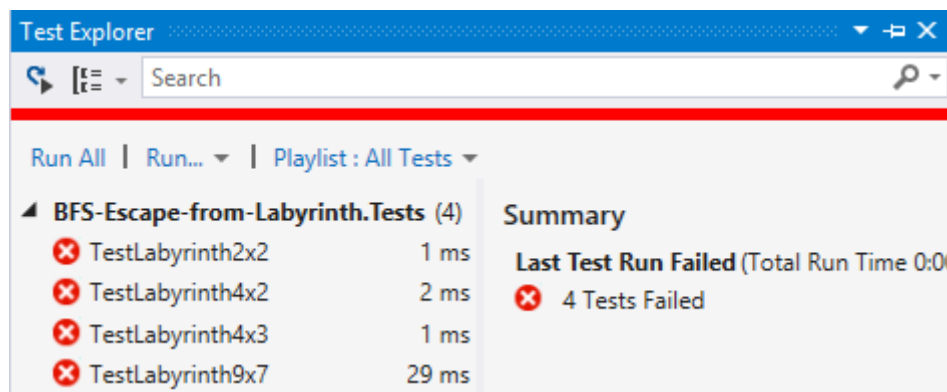 Test Explorer
Search
Run All | Run... | Playlist : All Tests
BFS-Escape-from-Labyrinth.Tests (4)
TestLabyrinth2x2 1 ms
TestLabyrinth4x2 2 ms
TestLabyrinth4x3 1 ms
TestLabyrinth9x7 29 ms
Summary
Last Test Run Failed (Total Run Time 0:0
4 Tests Failed